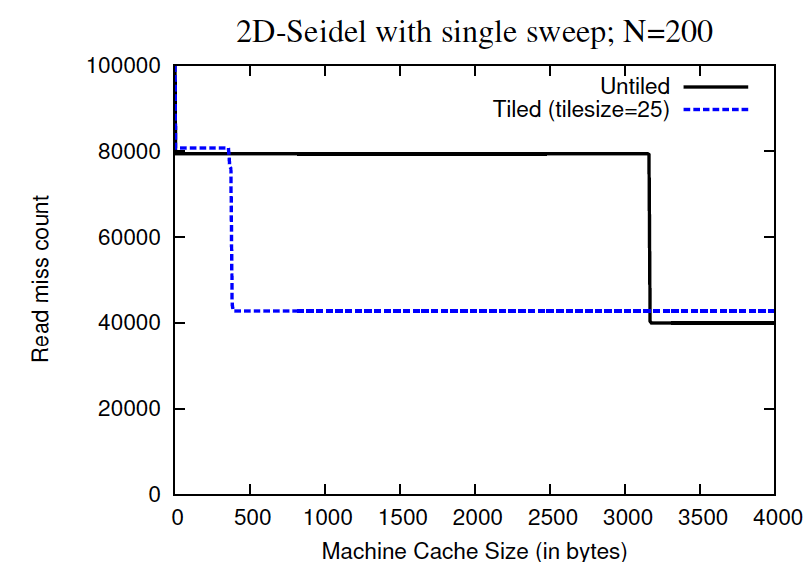 2D-Seidel with single sweep; N=200
100000
80000
60000
40000
20000
0
Read miss count
Untiled
Tiled (tilesize=25)
0 500 1000 1500 2000 2500 3000 3500 4000
Machine Cache Size (in bytes)